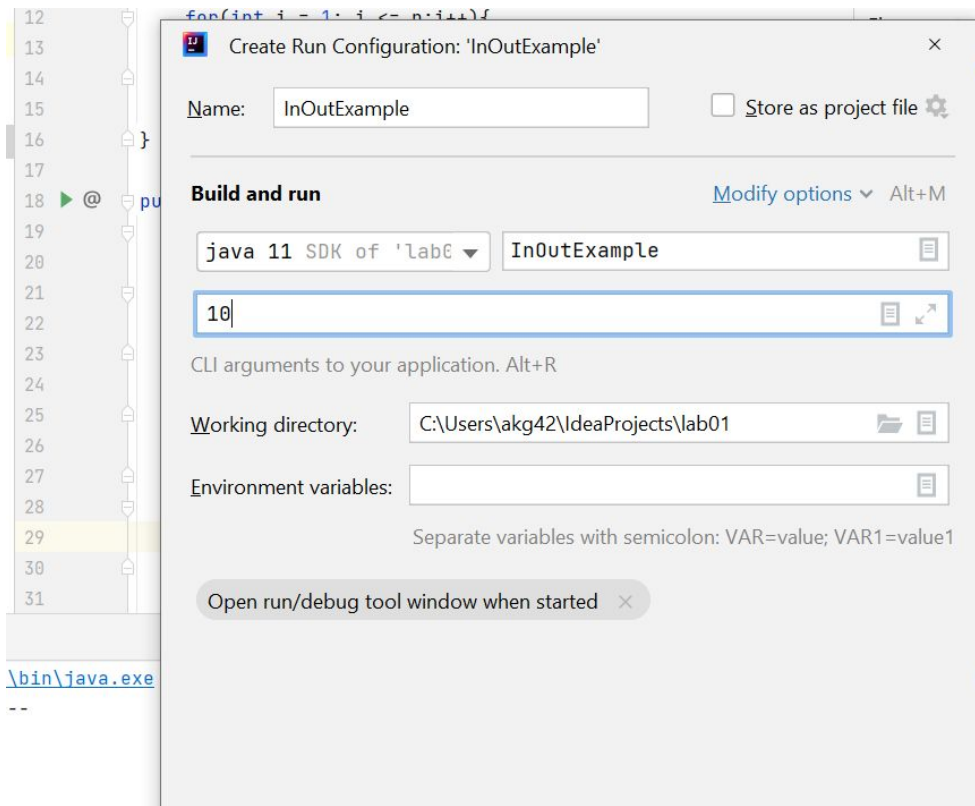 12
for(int i = 1; i <= n;i++){
Create Run Configuration: 'InOutExample'
13
14
Name: InOutExample Store as project file
15
16 }
17
Build and run Modify options Alt+M
18 @ pu
19
java 11 SDK of 'lab0 InOutExample
20
21
10
22
23
CLI arguments to your application. Alt+R
24
25
Working directory: C:\Users\akg42\IdeaProjects\lab01
26
27
Environment variables:
28
29
Separate variables with semicolon: VAR=value; VAR1=value1
30
31
Open run/debug tool window when started
\bin\java.exe
--